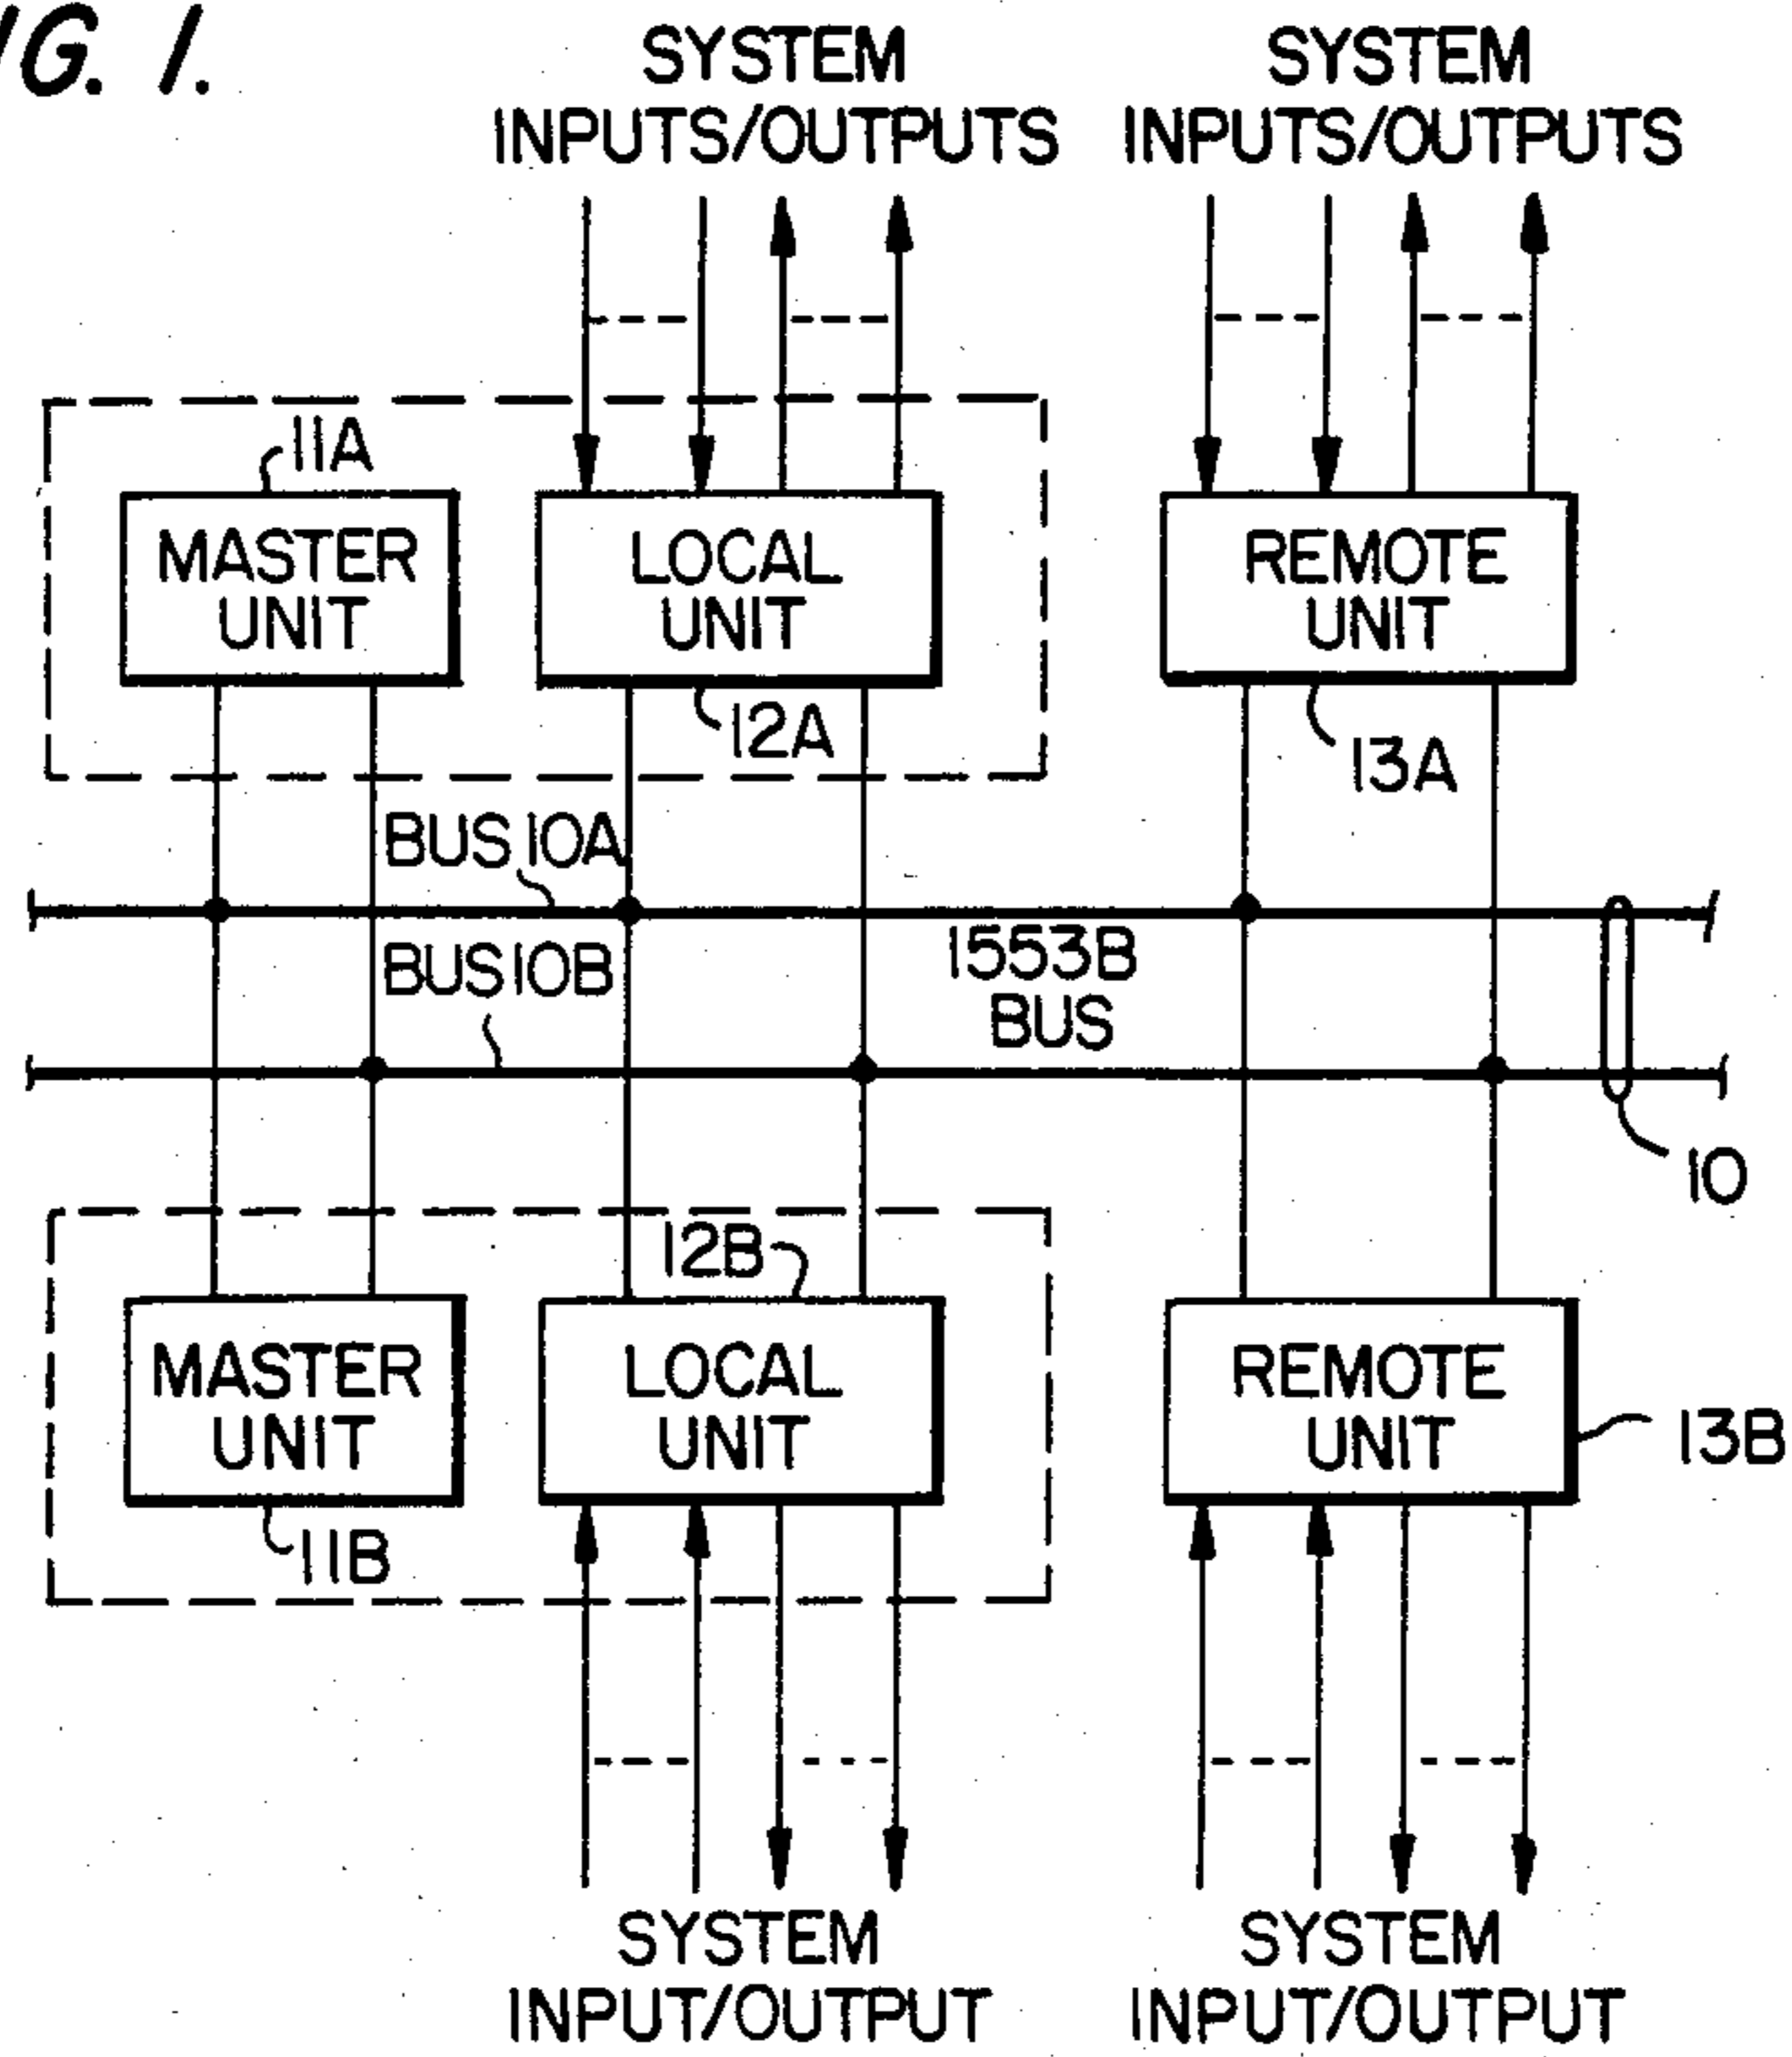 IG. 1.
SYSTEM
INPUTS/OUTPUTS
SYSTEM
INPUTS/OUTPUTS
11A
MASTER
UNIT
LOCAL
UNIT
REMOTE
UNIT
12A
13A
BUS 10A
BUS 10B
1553B
BUS
10
12B
MASTER
UNIT
LOCAL
UNIT
REMOTE
UNIT
13B
11B
SYSTEM
INPUT/OUTPUT
SYSTEM
INPUT/OUTPUT